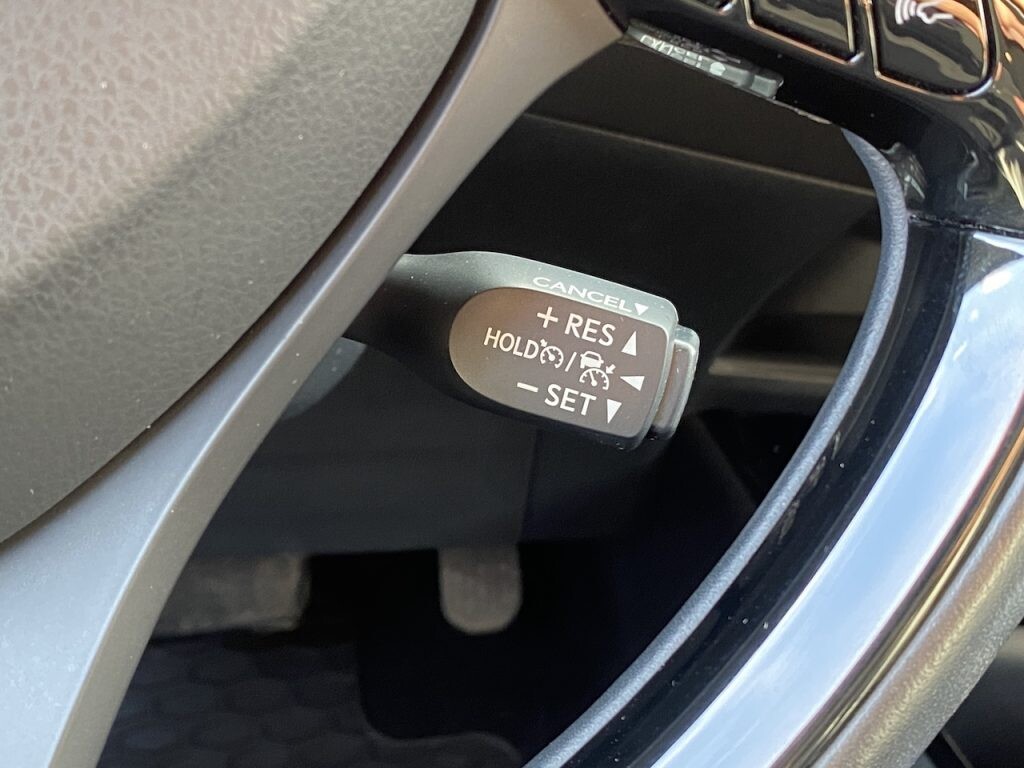 CANCEL▼
+ RES ▲
HOLD /
− SET ▼